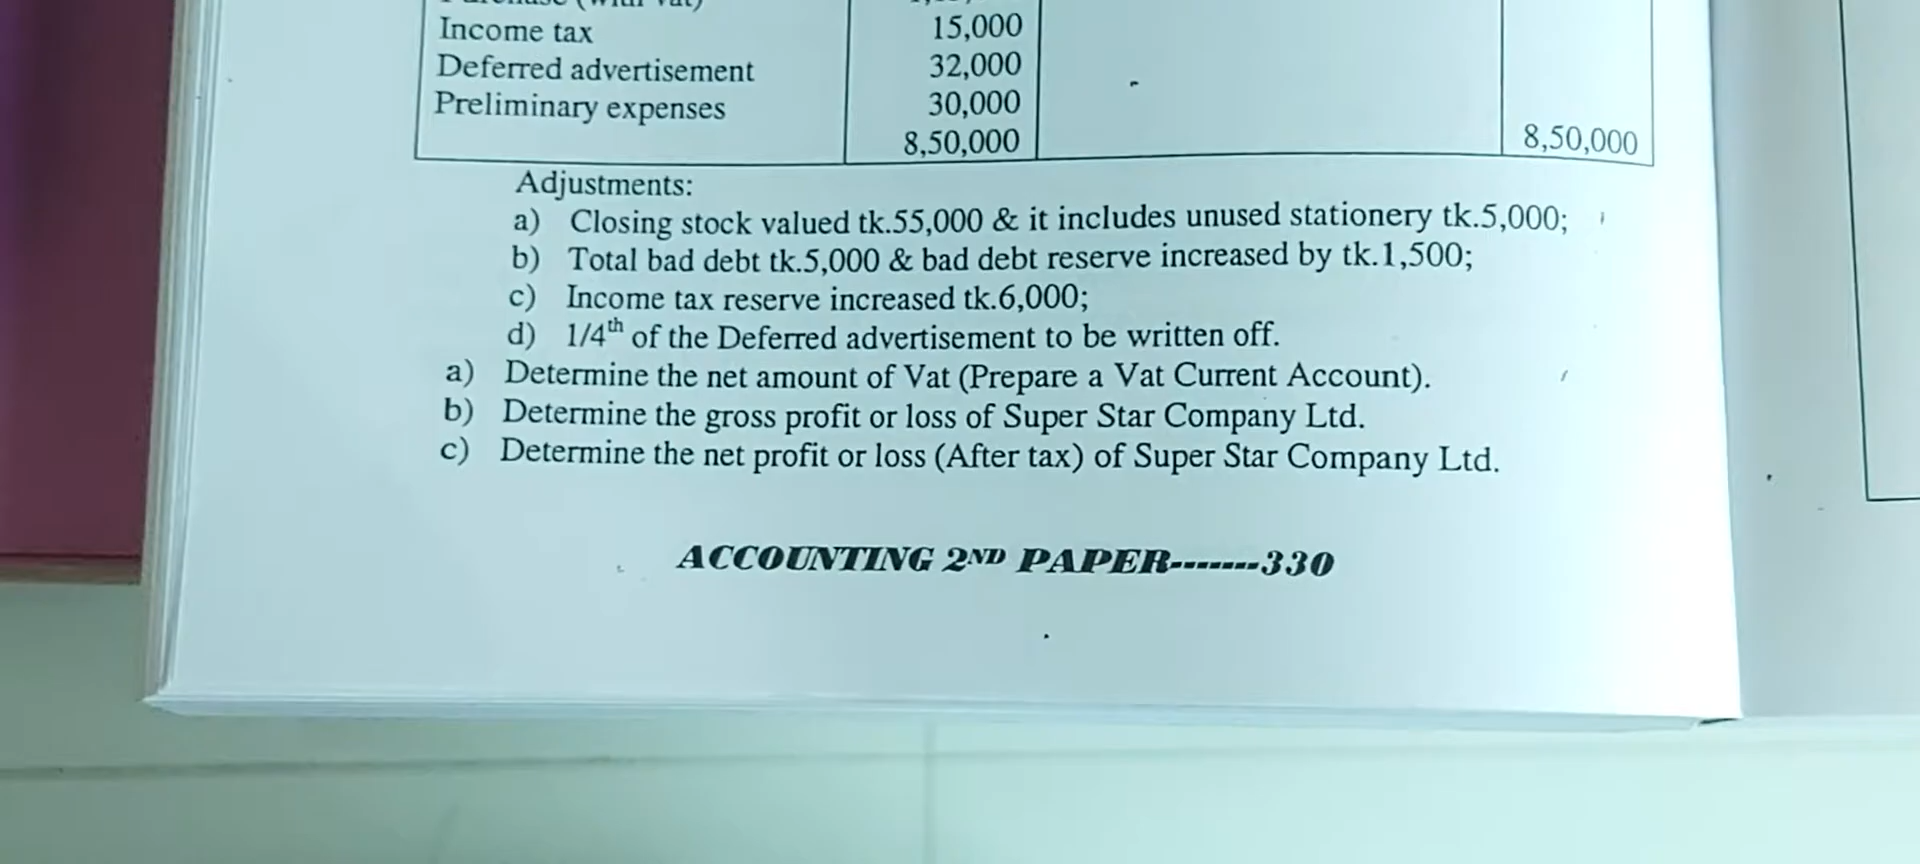 Income tax 15,000
Deferred advertisement 32,000
Preliminary expenses 30,000
8,50,000 8,50,000
Adjustments:
a) Closing stock valued tk.55,000 & it includes unused stationery tk.5,000;
b) Total bad debt tk.5,000 & bad debt reserve increased by tk.1,500;
c) Income tax reserve increased tk.6,000;
d) 1/4th of the Deferred advertisement to be written off.
a) Determine the net amount of Vat (Prepare a Vat Current Account).
b) Determine the gross profit or loss of Super Star Company Ltd.
c) Determine the net profit or loss (After tax) of Super Star Company Ltd.
ACCOUNTING 2ND PAPER-------330